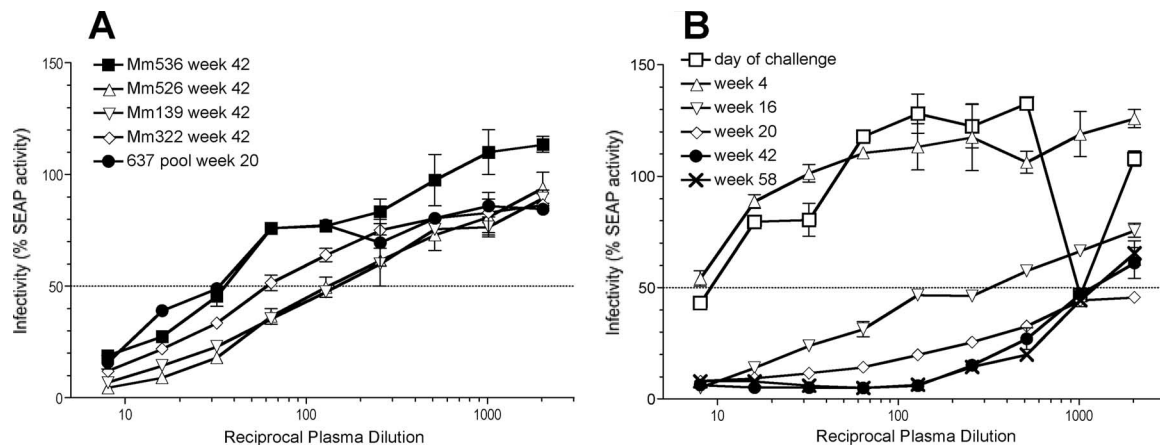 A
Mm536 week 42
Mm526 week 42
Mm139 week 42
Mm322 week 42
637 pool week 20
150
100
50
0
Infectivity (% SEAP activity)
10
100
1000
Reciprocal Plasma Dilution
B
day of challenge
week 4
week 16
week 20
week 42
week 58
150
100
50
0
Infectivity (% SEAP activity)
10
100
1000
Reciprocal Plasma Dilution